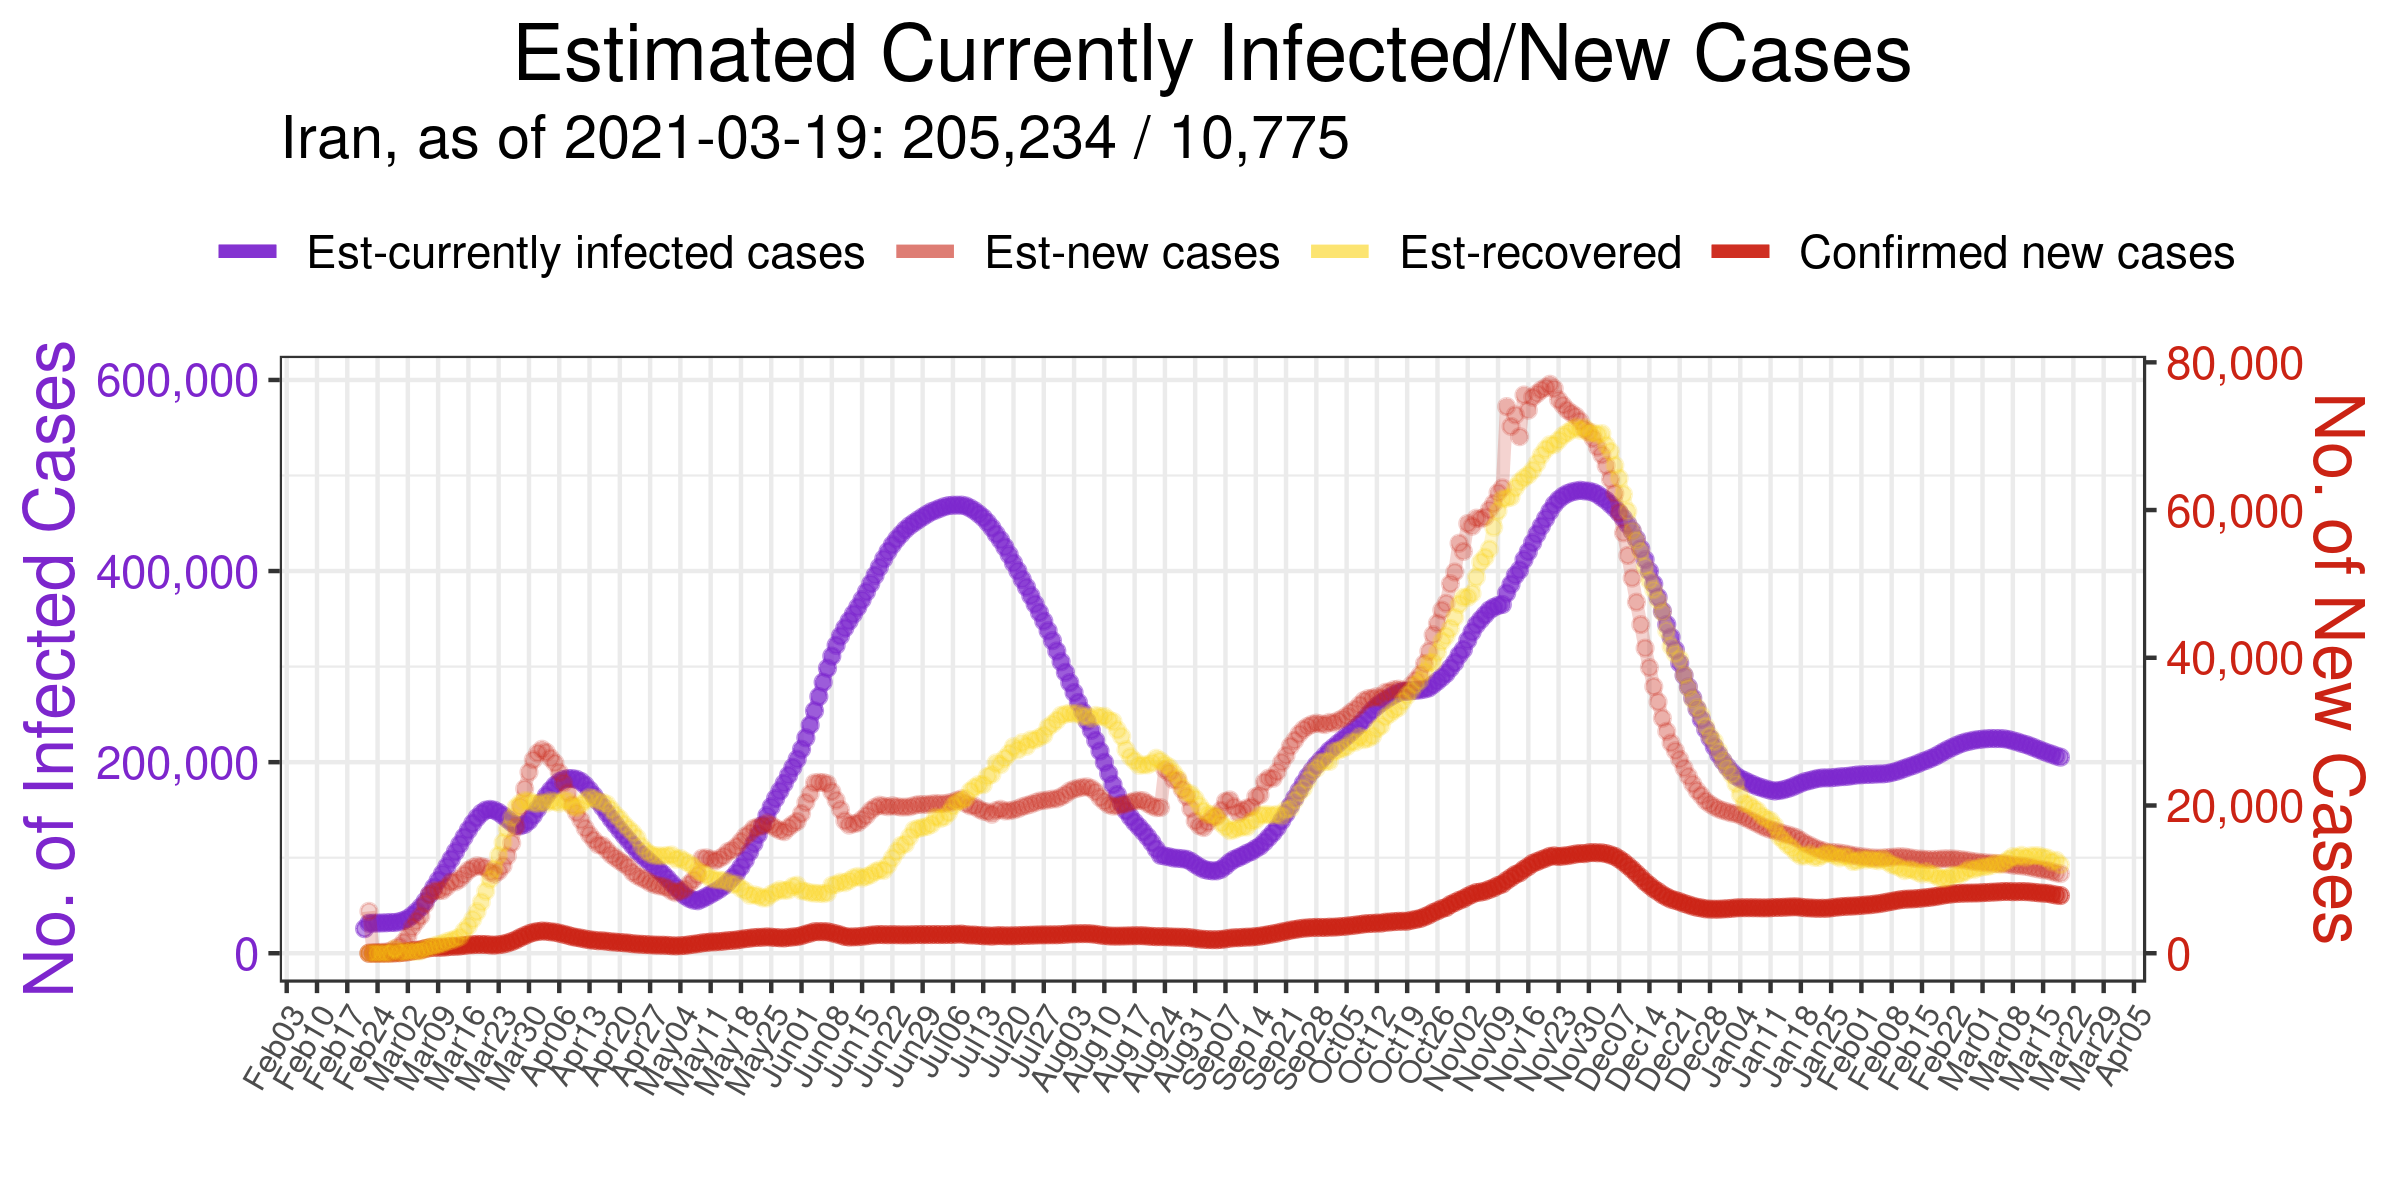 Estimated Currently Infected/New Cases
Iran, as of 2021-03-19: 205,234 / 10,775
Est-currently infected cases Est-new cases Est-recovered Confirmed new cases
No. of Infected Cases
600,000
400,000
200,000
0
80,000
60,000
40,000
20,000
0
No. of New Cases
Feb03 Feb10 Feb17 Feb24 Mar02 Mar09 Mar16 Mar23 Mar30 Apr06 Apr13 Apr20 Apr27 May04 May11 May18 May25 Jun01 Jun08 Jun15 Jun22 Jun29 Jul06 Jul13 Jul20 Jul27 Aug03 Aug10 Aug17 Aug24 Aug31 Sep07 Sep14 Sep21 Sep28 Oct05 Oct12 Oct19 Oct26 Nov02 Nov09 Nov16 Nov23 Nov30 Dec07 Dec14 Dec21 Dec28 Jan04 Jan11 Jan18 Jan25 Feb01 Feb08 Feb15 Feb22 Mar01 Mar08 Mar15 Mar22 Mar29 Apr05